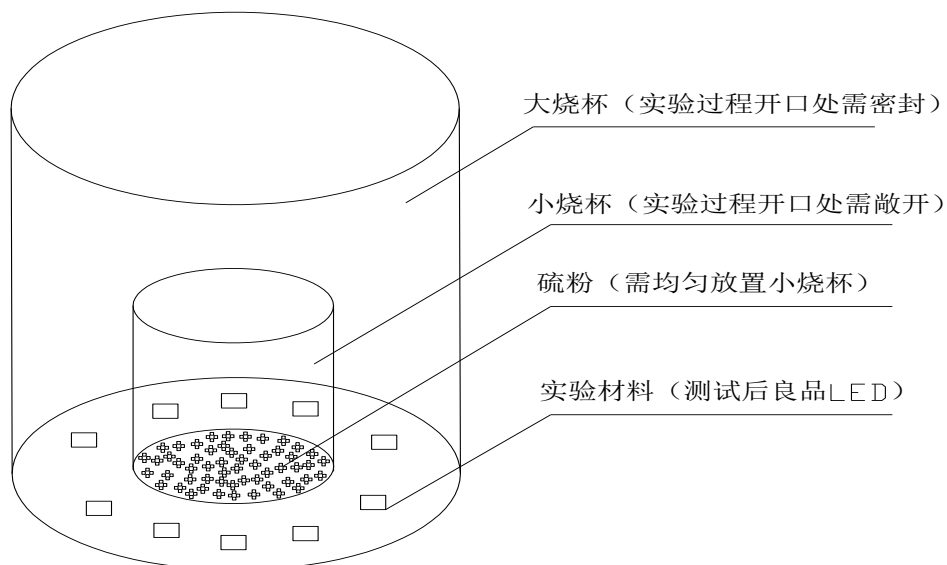 大烧杯（实验过程开口处需密封）
小烧杯（实验过程开口处需敞开）
硫粉（需均匀放置小烧杯）
实验材料（测试后良品LED）